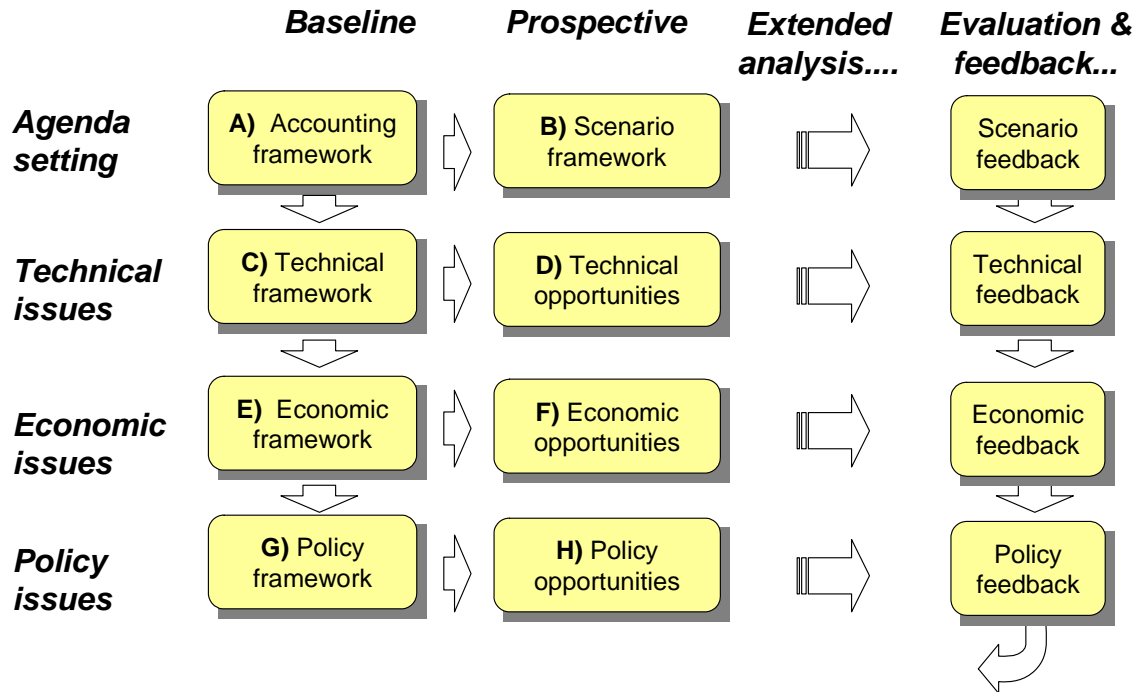 Baseline
Prospective
Extended
analysis....
Evaluation &
feedback...
Agenda
setting
A) Accounting
framework
B) Scenario
framework
Scenario
feedback
Technical
issues
C) Technical
framework
D) Technical
opportunities
Technical
feedback
Economic
issues
E) Economic
framework
F) Economic
opportunities
Economic
feedback
Policy
issues
G) Policy
framework
H) Policy
opportunities
Policy
feedback